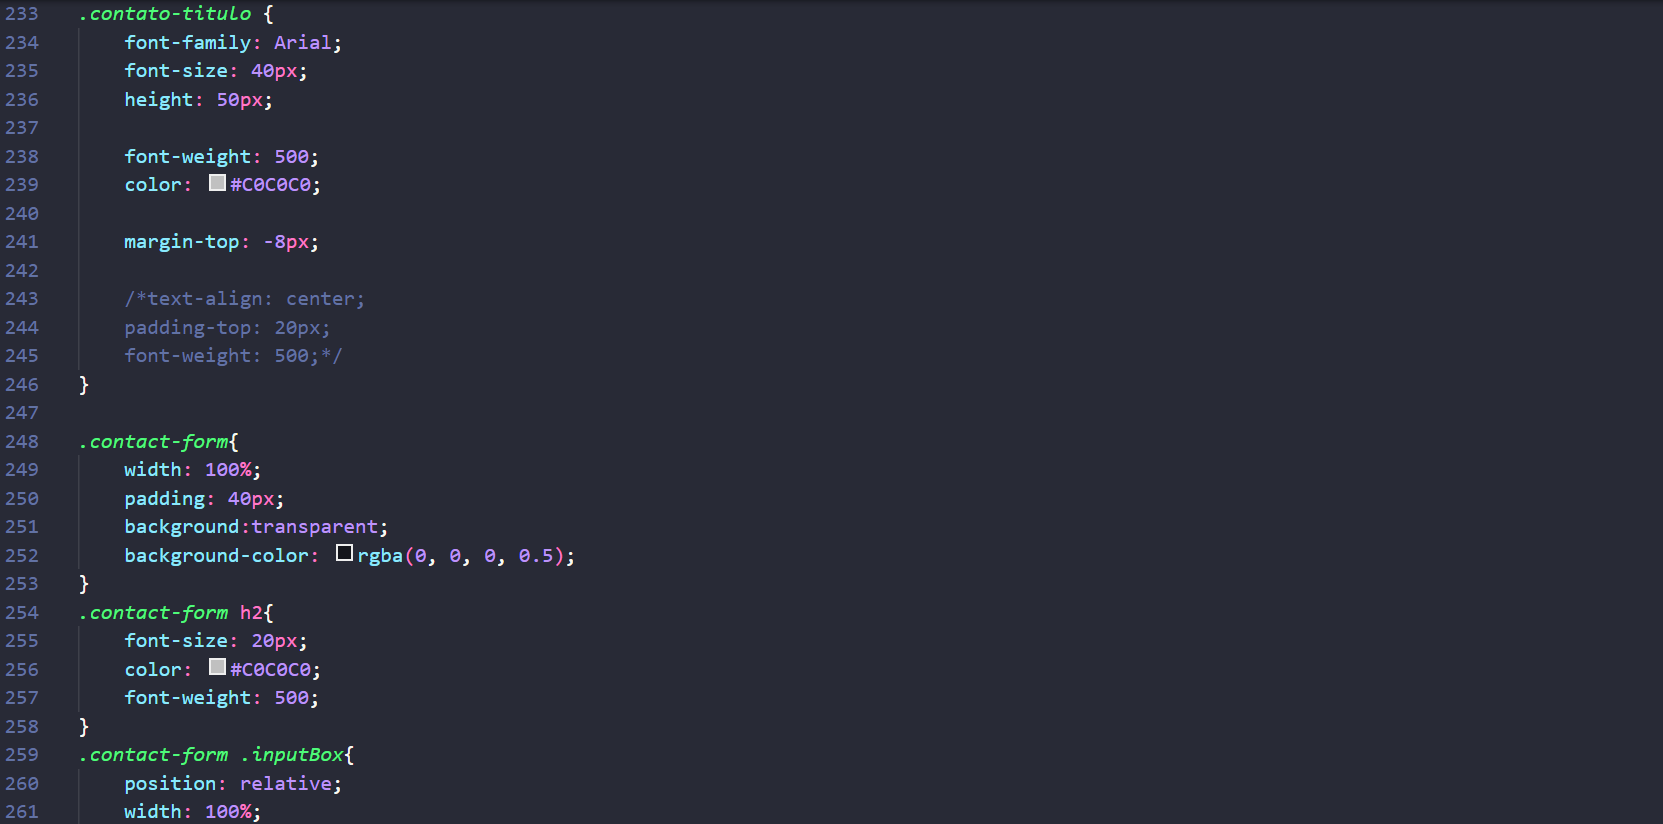 233 .contato-titulo {
234 font-family: Arial;
235 font-size: 40px;
236 height: 50px;
237
238 font-weight: 500;
239 color: #C0C0C0;
240
241 margin-top: -8px;
242
243 /*text-align: center;
244 padding-top: 20px;
245 font-weight: 500;*/
246 }
247
248 .contact-form{
249 width: 100%;
250 padding: 40px;
251 background:transparent;
252 background-color: rgba(0, 0, 0, 0.5);
253 }
254 .contact-form h2{
255 font-size: 20px;
256 color: #C0C0C0;
257 font-weight: 500;
258 }
259 .contact-form .inputBox{
260 position: relative;
261 width: 100%;